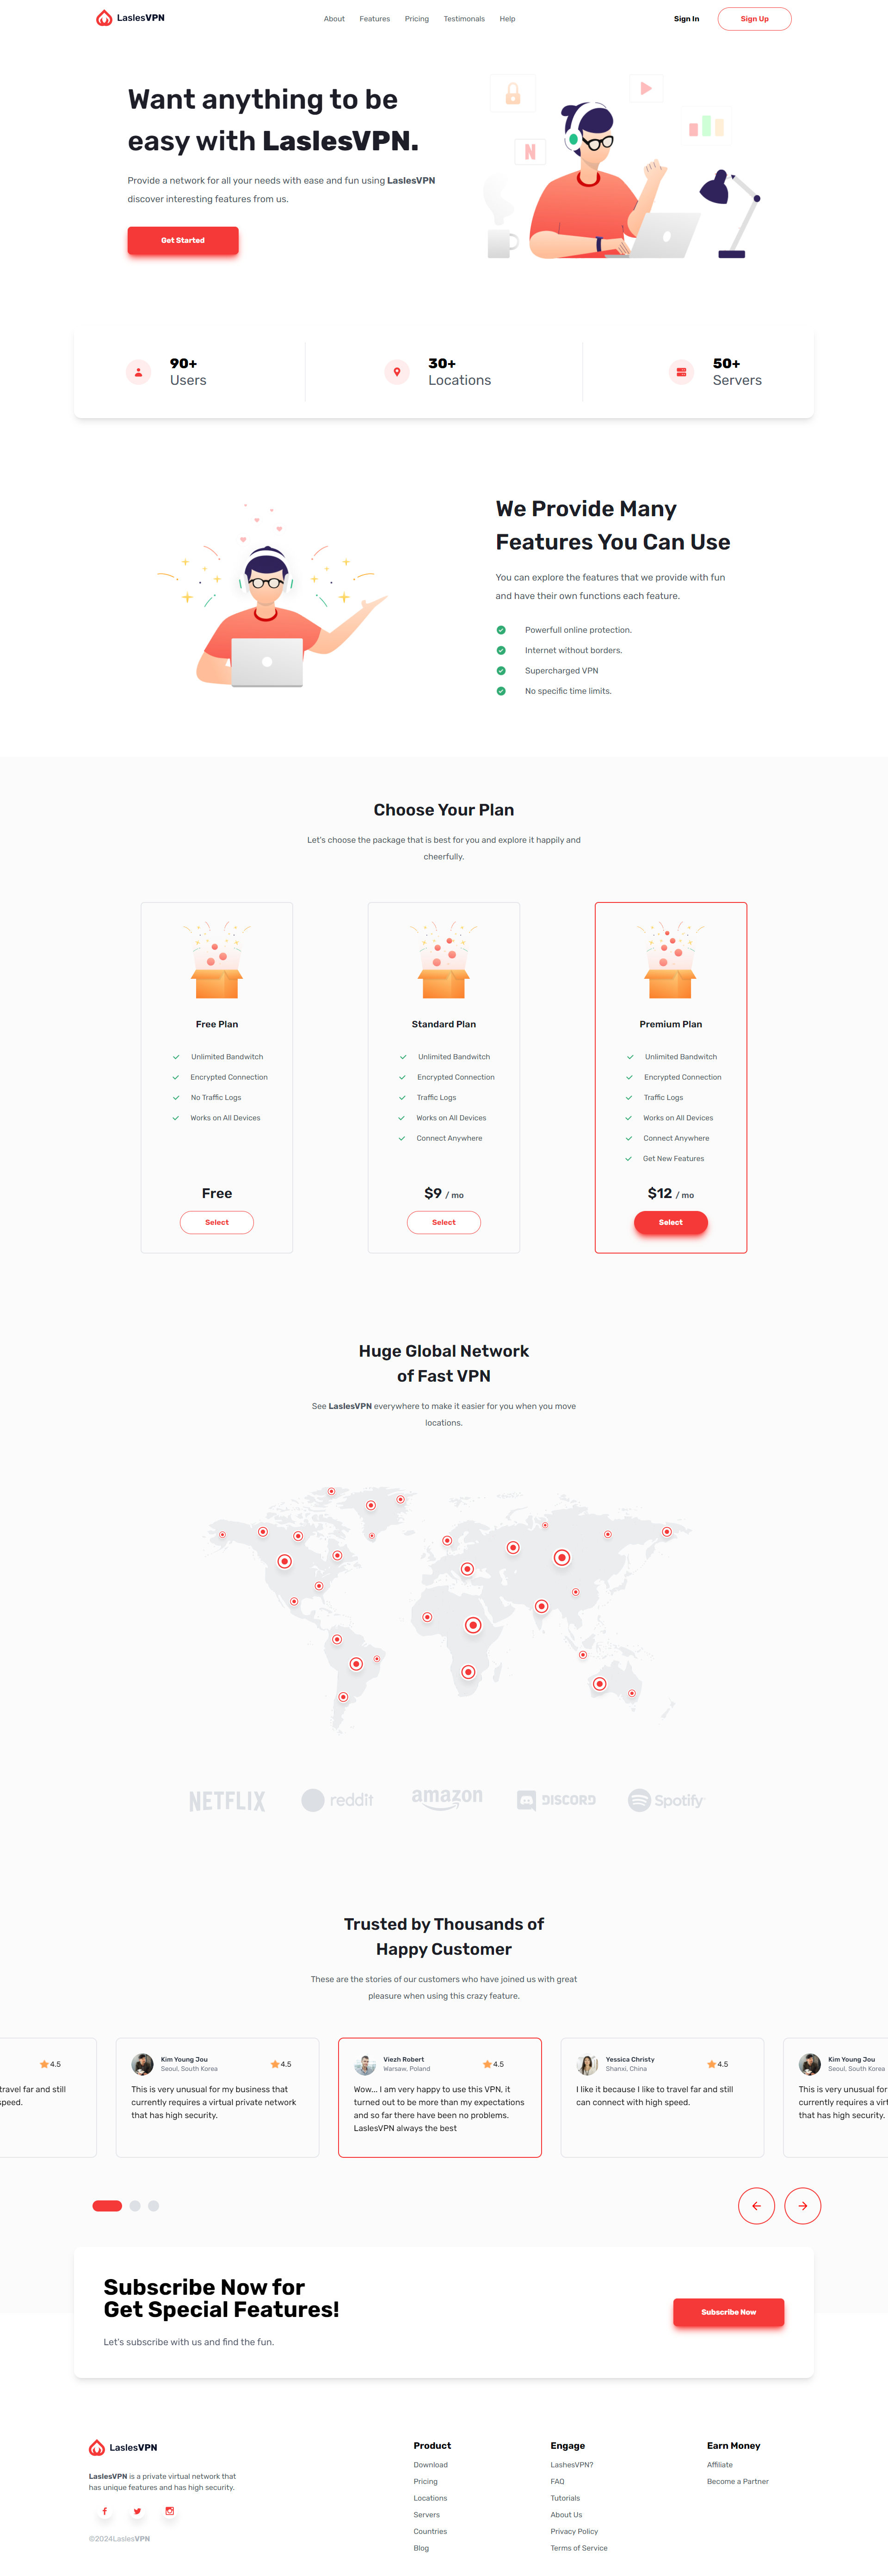 LaslesVPN
About
Features
Pricing
Testimonals
Help
Sign In
Sign Up
Want anything to be
easy with LaslesVPN.
Provide a network for all your needs with ease and fun using LaslesVPN
discover interesting features from us.
Get Started
N
90+
Users
30+
Locations
50+
Servers
We Provide Many
Features You Can Use
You can explore the features that we provide with fun
and have their own functions each feature.
Powerfull online protection.
Internet without borders.
Supercharged VPN
No specific time limits.
Choose Your Plan
Let's choose the package that is best for you and explore it happily and
cheerfully.
Free Plan
Unlimited Bandwitch
Encrypted Connection
No Traffic Logs
Works on All Devices
Free
Select
Standard Plan
Unlimited Bandwitch
Encrypted Connection
Traffic Logs
Works on All Devices
Connect Anywhere
$9 / mo
Select
Premium Plan
Unlimited Bandwitch
Encrypted Connection
Traffic Logs
Works on All Devices
Connect Anywhere
Get New Features
$12 / mo
Select
Huge Global Network
of Fast VPN
See LaslesVPN everywhere to make it easier for you when you move
locations.
NETFLIX
reddit
amazon
DISCORD
Spotify
Trusted by Thousands of
Happy Customer
These are the stories of our customers who have joined us with great
pleasure when using this crazy feature.
4.5
travel far and still
speed.
Kim Young Jou
Seoul, South Korea
4.5
This is very unusual for my business that
currently requires a virtual private network
that has high security.
Viezh Robert
Warsaw, Poland
4.5
Wow... I am very happy to use this VPN, it
turned out to be more than my expectations
and so far there have been no problems.
LaslesVPN always the best
Yessica Christy
Shanxi, China
4.5
I like it because I like to travel far and still
can connect with high speed.
Kim Young Jou
Seoul, South Korea
This is very unusual for
currently requires a virt
that has high security.
Subscribe Now for
Get Special Features!
Let's subscribe with us and find the fun.
Subscribe Now
LaslesVPN
LaslesVPN is a private virtual network that
has unique features and has high security.
©2024LaslesVPN
Product
Download
Pricing
Locations
Servers
Countries
Blog
Engage
LashesVPN?
FAQ
Tutorials
About Us
Privacy Policy
Terms of Service
Earn Money
Affiliate
Become a Partner